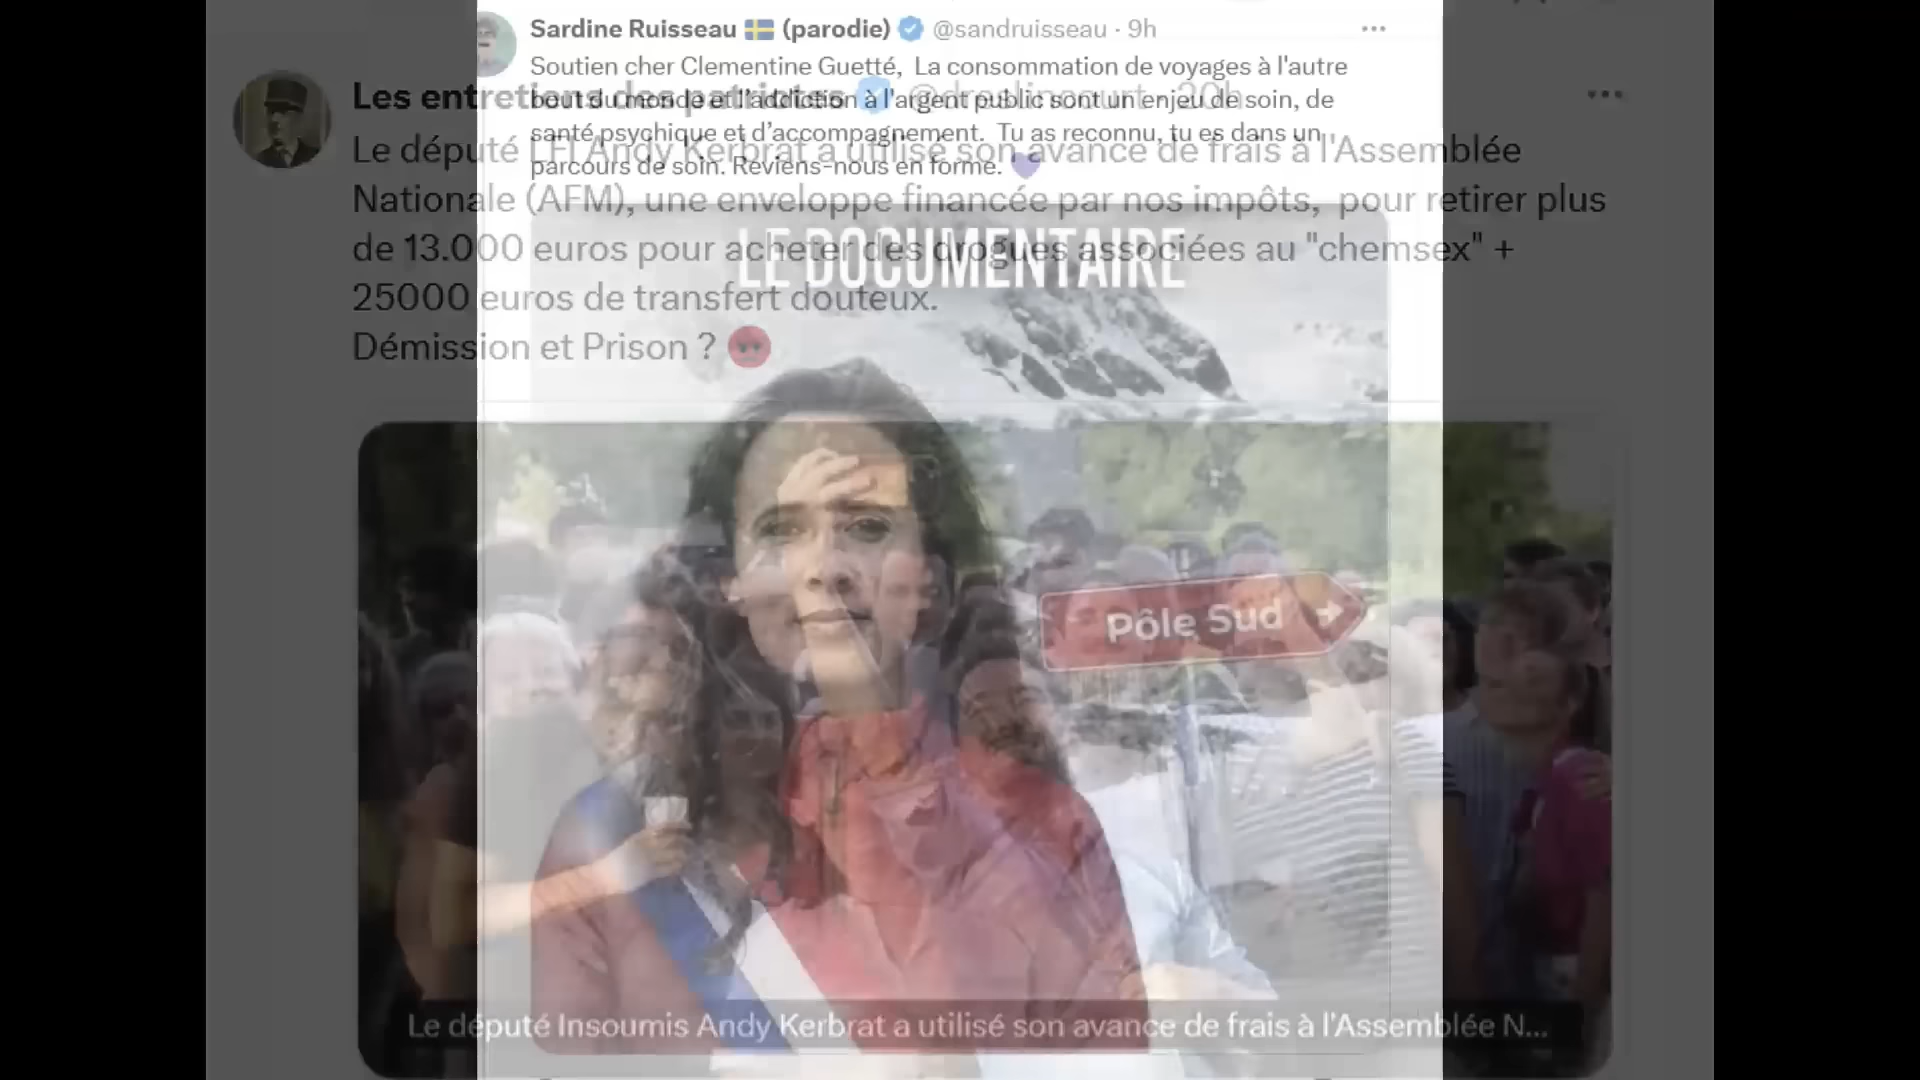 Sardine Ruisseau 🇸🇪 (parodie) @sandruisseau · 9h
Soutien cher Clementine Guetté, La consommation de voyages à l'autre
bout du monde et l'addiction à l'argent public sont un enjeu de soin, de
santé psychique et d'accompagnement. Tu as reconnu, tu es dans un
parcours de soin. Reviens-nous en forme. 💜
LE DOCUMENTAIRE
Pôle Sud
Les entretiens des patriotes · 20h
Le député LFI Andy Kerbrat a utilisé son avance de frais à l'Assemblée
Nationale (AFM), une enveloppe financée par nos impôts, pour retirer plus
de 13.000 euros pour acheter des drogues associées au "chemsex" +
25000 euros de transfert douteux.
Démission et Prison ? 😡
Le député Insoumis Andy Kerbrat a utilisé son avance de frais à l'Assemblée N...